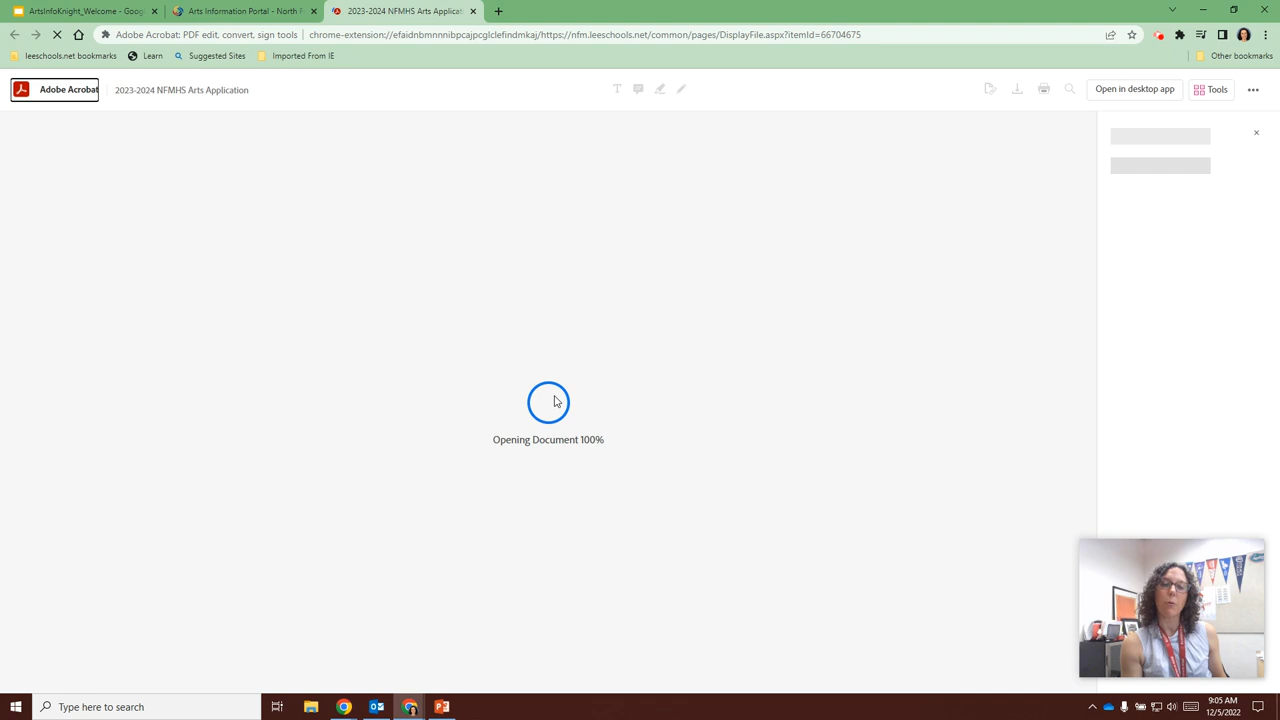 ArtsInfoKnight_Welcome - Goog
Arts Information Portal - North F
2023-2024 NFMHS Arts Applicat
Adobe Acrobat: PDF edit, convert, sign tools | chrome-extension://efaidnbmnnnibpcajpcglclefindmkaj/https://nfm.leeschools.net/common/pages/DisplayFile.aspx?itemId=66704675
leeschools.net bookmarks
Learn
Suggested Sites
Imported From IE
Other bookmarks
Adobe Acrobat
2023-2024 NFMHS Arts Application
Open in desktop app
Tools
Opening Document 100%
Type here to search
9:05 AM
12/5/2022